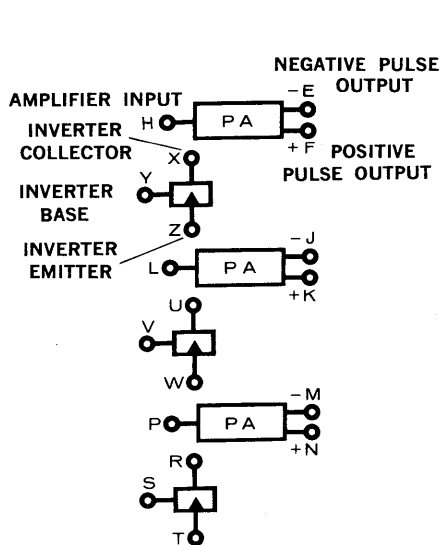 NEGATIVE PULSE
OUTPUT
-E
AMPLIFIER INPUT
H
PA
+F
INVERTER
COLLECTOR
X
POSITIVE
PULSE OUTPUT
Y
INVERTER
BASE
Z
INVERTER
EMITTER
-J
L
PA
+K
U
V
W
-M
P
PA
+N
R
S
T